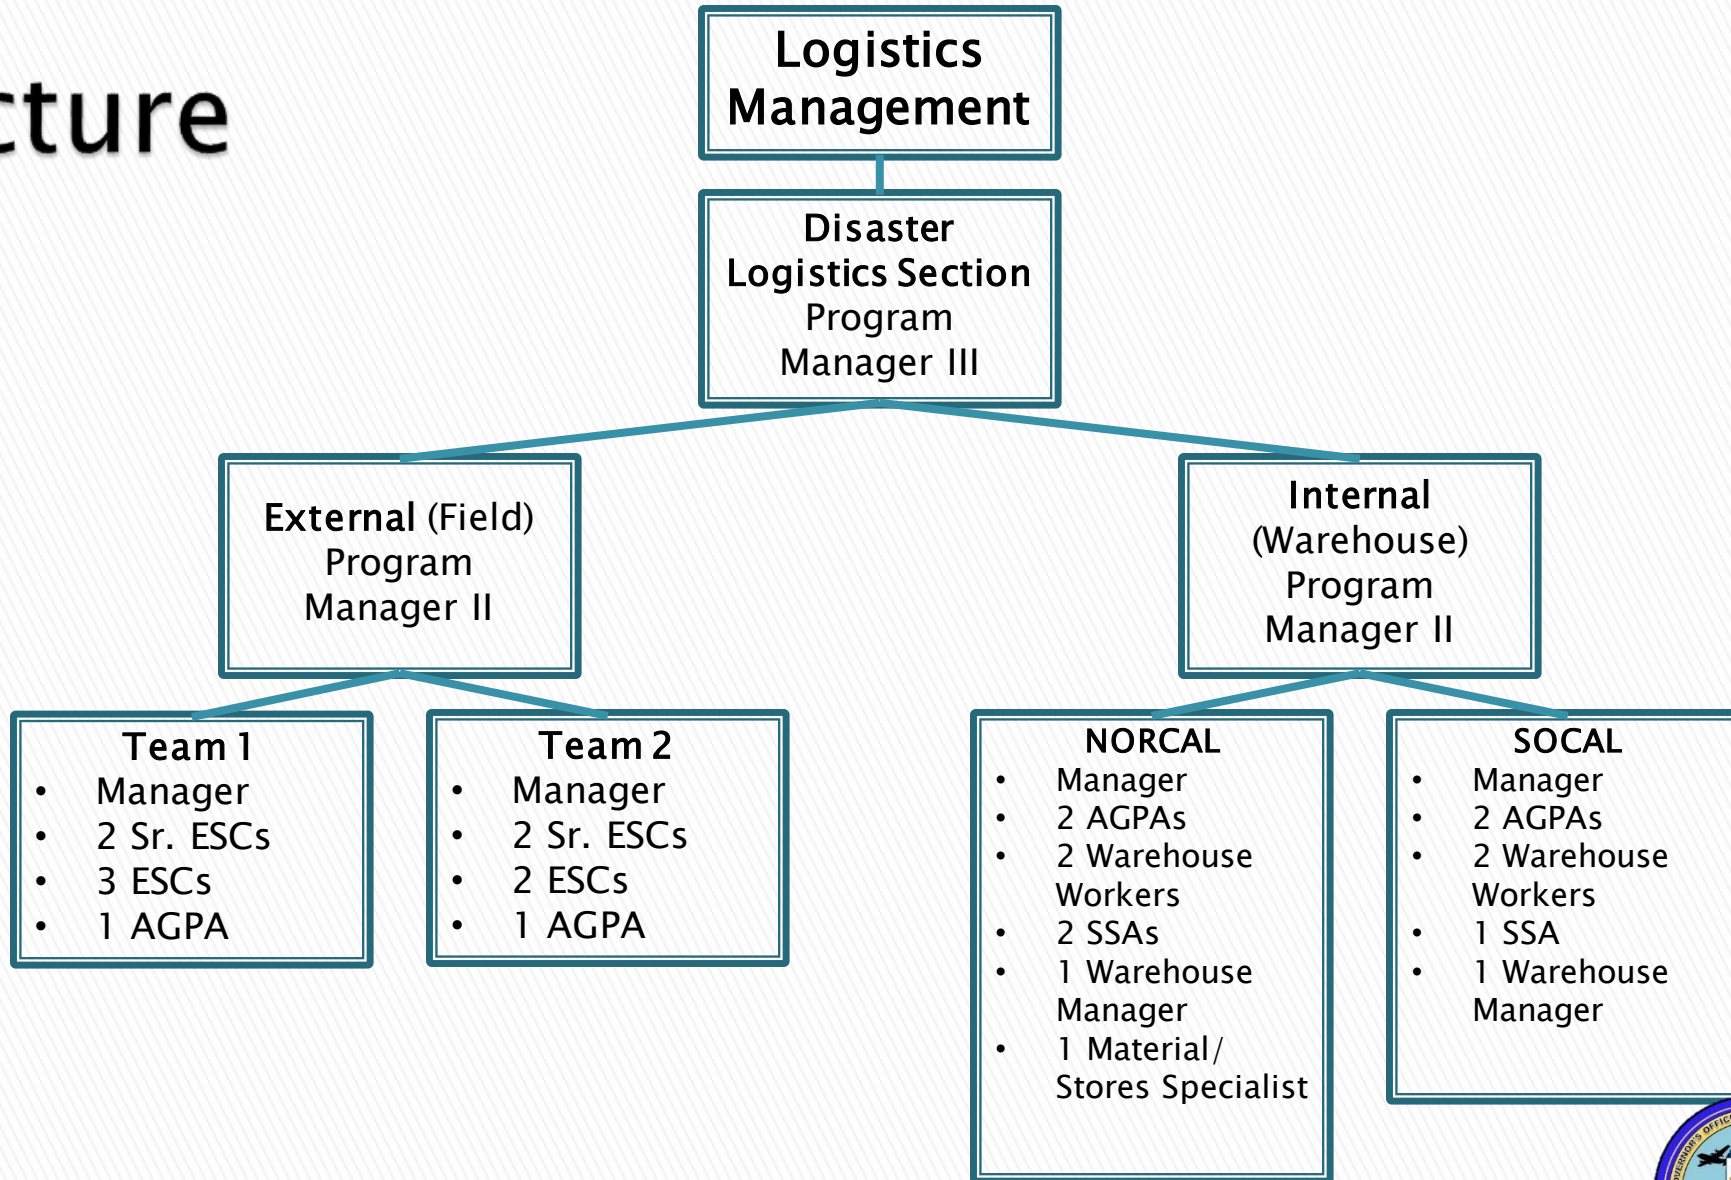 cture
Logistics
Management
Disaster
Logistics Section
Program
Manager III
External (Field)
Program
Manager II
Internal
(Warehouse)
Program
Manager II
Team 1
• Manager
• 2 Sr. ESCs
• 3 ESCs
• 1 AGPA
Team 2
• Manager
• 2 Sr. ESCs
• 2 ESCs
• 1 AGPA
NORCAL
• Manager
• 2 AGPAs
• 2 Warehouse
Workers
• 2 SSAs
• 1 Warehouse
Manager
• 1 Material/
Stores Specialist
SOCAL
• Manager
• 2 AGPAs
• 2 Warehouse
Workers
• 1 SSA
• 1 Warehouse
Manager
GOVERNOR'S OFFIC